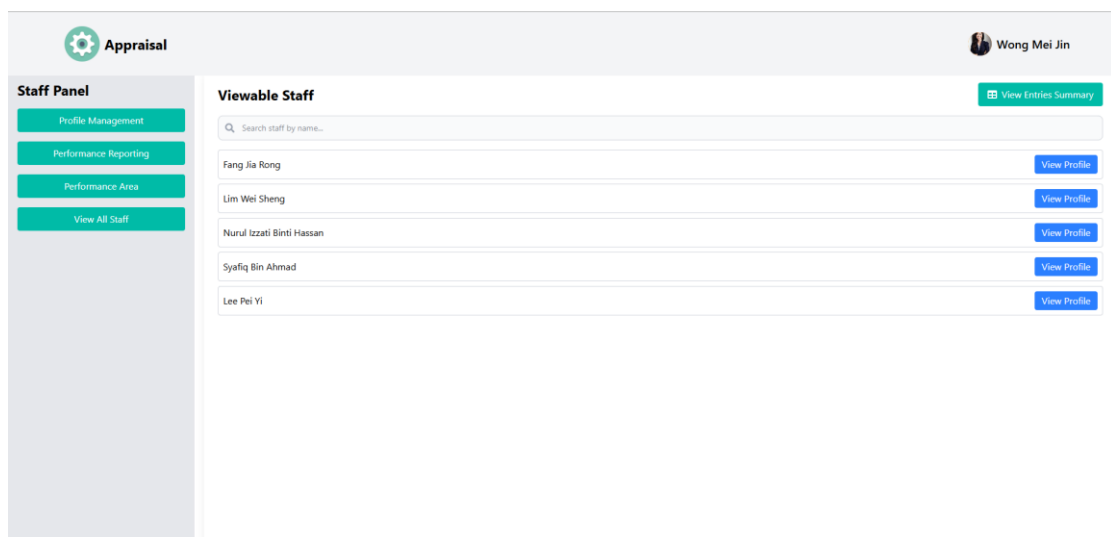 Appraisal
Wong Mei Jin
Staff Panel
Profile Management
Performance Reporting
Performance Area
View All Staff
Viewable Staff
View Entries Summary
Search staff by name...
Fang Jia Rong
View Profile
Lim Wei Sheng
View Profile
Nurul Izzati Binti Hassan
View Profile
Syafiq Bin Ahmad
View Profile
Lee Pei Yi
View Profile